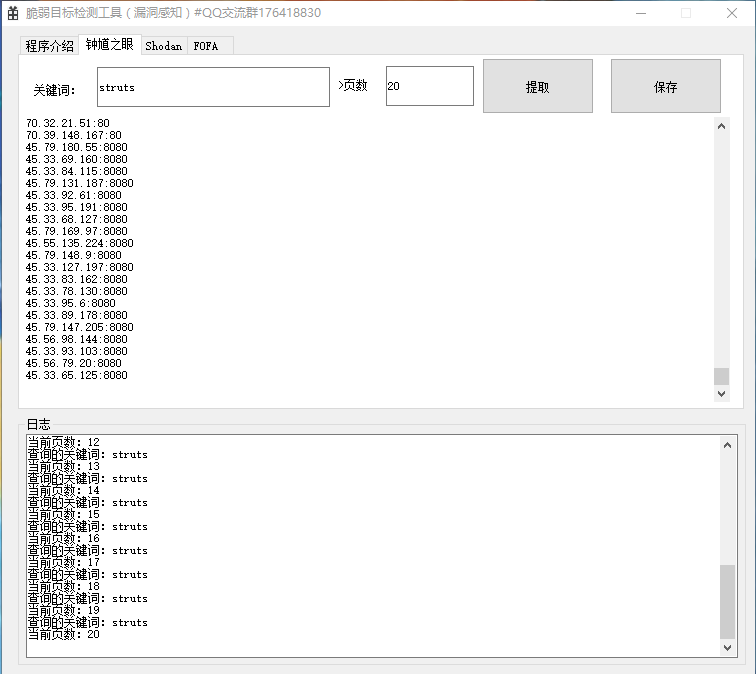 脆弱目标检测工具（漏洞感知）#QQ交流群176418830
程序介绍 钟馗之眼 Shodan FOFA
关键词： struts >页数 20 提取 保存
70.32.21.51:80
70.39.148.167:80
45.79.180.55:8080
45.33.69.160:8080
45.33.84.115:8080
45.79.131.187:8080
45.33.92.61:8080
45.33.95.191:8080
45.33.68.127:8080
45.79.169.97:8080
45.55.135.224:8080
45.79.148.9:8080
45.33.127.197:8080
45.33.83.162:8080
45.33.78.130:8080
45.33.95.6:8080
45.33.89.178:8080
45.79.147.205:8080
45.56.98.144:8080
45.33.93.103:8080
45.56.79.20:8080
45.33.65.125:8080
日志
当前页数：12
查询的关键词：struts
当前页数：13
查询的关键词：struts
当前页数：14
查询的关键词：struts
当前页数：15
查询的关键词：struts
当前页数：16
查询的关键词：struts
当前页数：17
查询的关键词：struts
当前页数：18
查询的关键词：struts
当前页数：19
查询的关键词：struts
当前页数：20